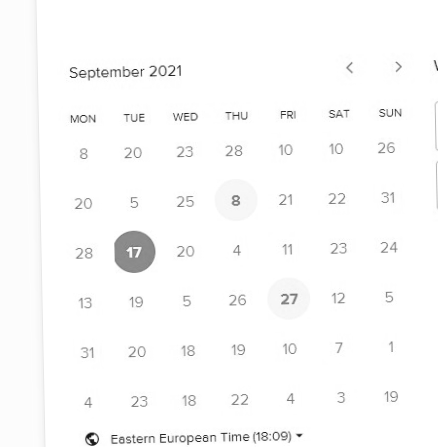 September 2021 < >
MON TUE WED THU FRI SAT SUN
8 20 23 28 10 10 26
20 5 25 8 21 22 31
28 17 20 4 11 23 24
13 19 5 26 27 12 5
31 20 18 19 10 7 1
4 23 18 22 4 3 19
Eastern European Time (18:09)